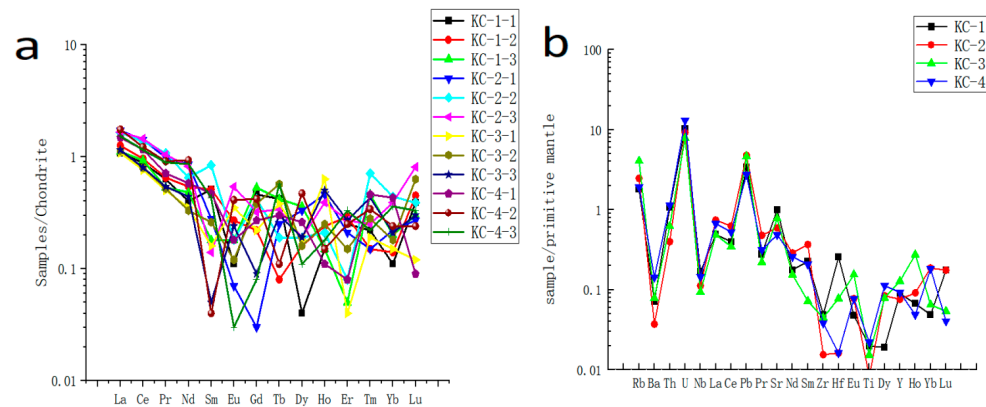 a
Samples/Chondrite
10
1
0.1
0.01
La Ce Pr Nd Sm Eu Gd Tb Dy Ho Er Tm Yb Lu
KC-1-1
KC-1-2
KC-1-3
KC-2-1
KC-2-2
KC-2-3
KC-3-1
KC-3-2
KC-3-3
KC-4-1
KC-4-2
KC-4-3
b
sample/primitive mantle
100
10
1
0.1
0.01
Rb Ba Th U Nb La Ce Pb Pr Sr Nd Sm Zr Hf Eu Ti Dy Y Ho Yb Lu
KC-1
KC-2
KC-3
KC-4